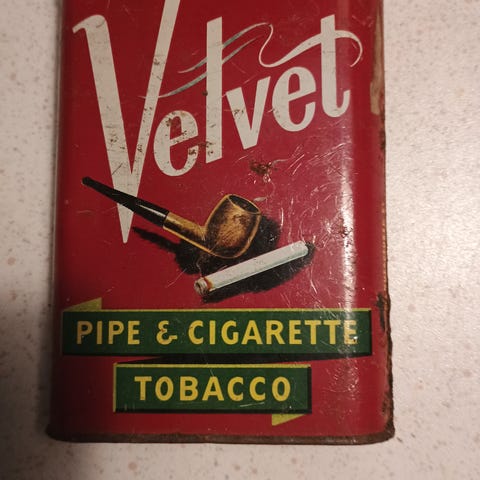 Velvet
PIPE & CIGARETTE
TOBACCO